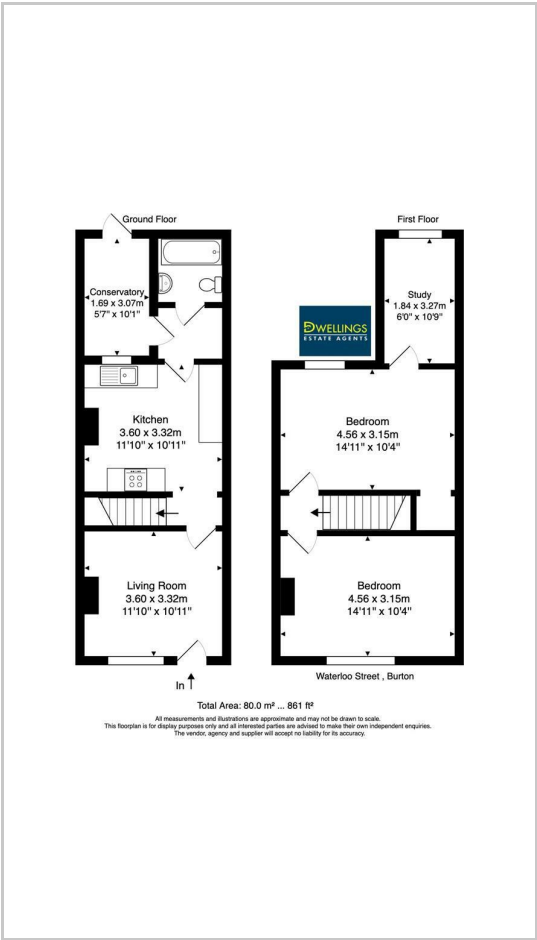 Ground Floor
Conservatory
1.69 x 3.07m
5'7" x 10'1"
Kitchen
3.60 x 3.32m
11'10" x 10'11"
Living Room
3.60 x 3.32m
11'10" x 10'11"
In
First Floor
Study
1.84 x 3.27m
6'0" x 10'9"
DWELLINGS
ESTATE AGENTS
Bedroom
4.56 x 3.15m
14'11" x 10'4"
Bedroom
4.56 x 3.15m
14'11" x 10'4"
Waterloo Street , Burton
Total Area: 80.0 m² ... 861 ft²
All measurements and illustrations are approximate and may not be drawn to scale.
This floorplan is for display purposes only and all interested parties are advised to make their own independent enquiries.
The vendor, agency and supplier will accept no liability for its accuracy.